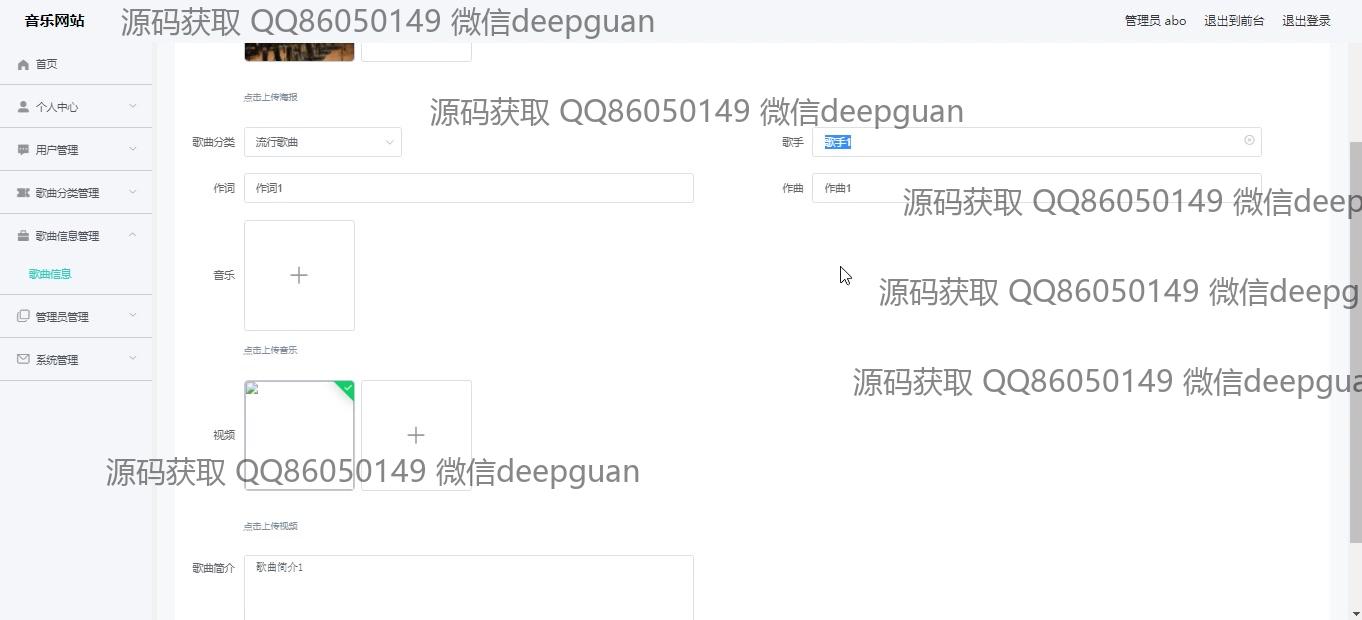 音乐网站
源码获取 QQ86050149 微信deepguan
管理员 abo
退出到前台
退出登录
首页
个人中心
用户管理
歌曲分类管理
歌曲信息管理
歌曲信息
管理员管理
系统管理
点击上传海报
源码获取 QQ86050149 微信deepguan
歌曲分类
流行歌曲
歌手
歌手1
作词
作词1
作曲
作曲1
源码获取 QQ86050149 微信deep
音乐
源码获取 QQ86050149 微信deepg
点击上传音乐
源码获取 QQ86050149 微信deepgua
视频
源码获取 QQ86050149 微信deepguan
点击上传视频
歌曲简介
歌曲简介1